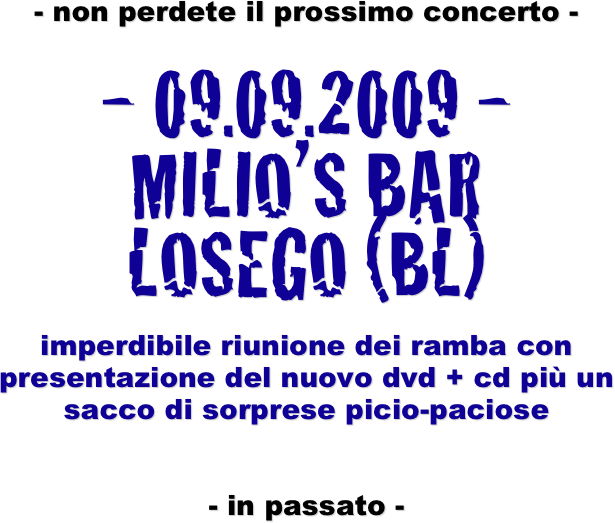 - non perdete il prossimo concerto -
- 09.09.2009 -
MILIO'S BAR
LOSEGO (BL)
imperdibile riunione dei ramba con
presentazione del nuovo dvd + cd più un
sacco di sorprese picio-paciose
- in passato -